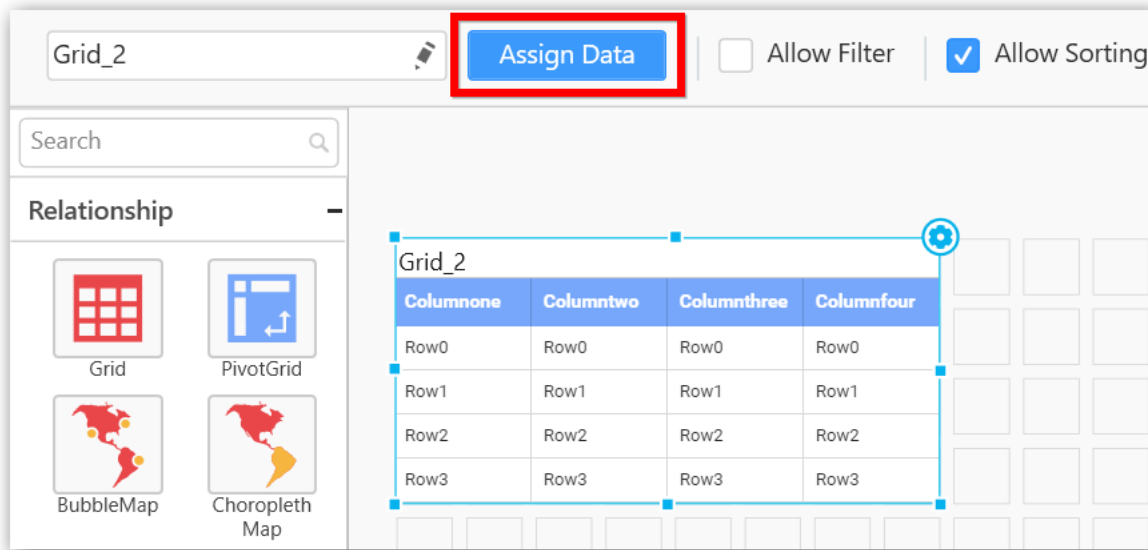 Grid_2
Assign Data
Allow Filter
Allow Sorting
Search
Relationship
Grid
PivotGrid
BubbleMap
Choropleth
Map
Grid_2
Columnone Columntwo Columnthree Columnfour
Row0 Row0 Row0 Row0
Row1 Row1 Row1 Row1
Row2 Row2 Row2 Row2
Row3 Row3 Row3 Row3